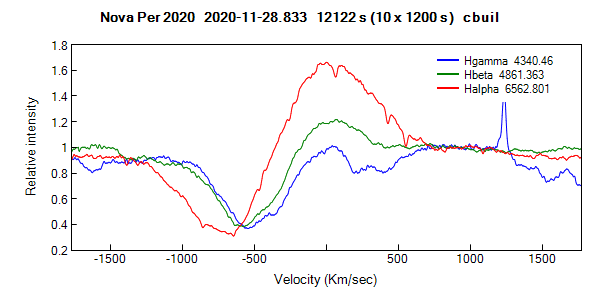 Nova Per 2020 2020-11-28.833 12122 s (10 x 1200 s) cbuil
1.8
Hgamma 4340.46
1.6
Hbeta 4861.363
Halpha 6562.801
1.4
1.2
1
0.8
0.6
0.4
0.2
Relative intensity
-1500 -1000 -500 0 500 1000 1500
Velocity (Km/sec)